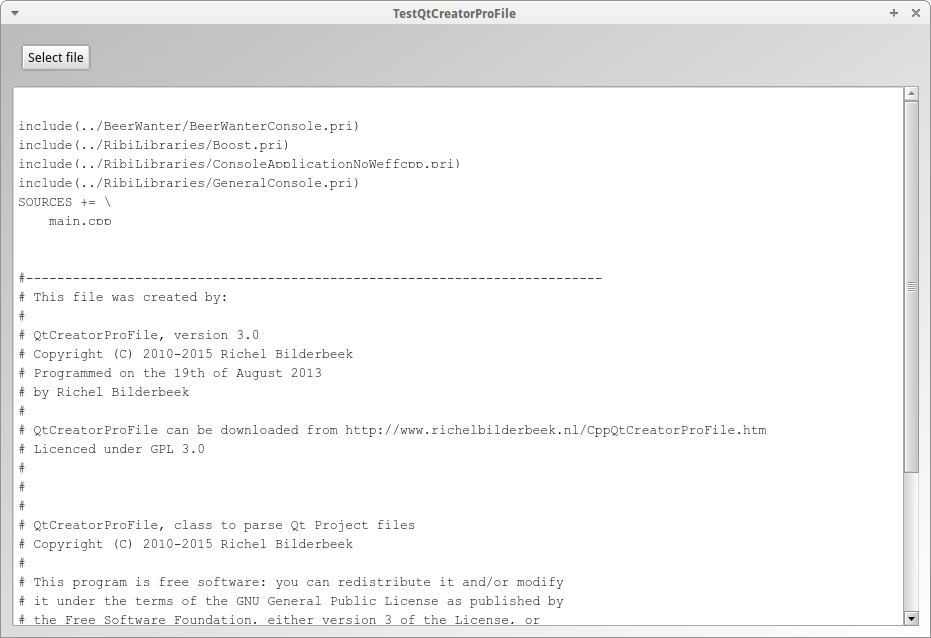 TestQtCreatorProFile
Select file
include(../BeerWanter/BeerWanterConsole.pri)
include(../RibiLibraries/Boost.pri)
include(../RibiLibraries/ConsoleApplicationNoWeffcpp.pri)
include(../RibiLibraries/GeneralConsole.pri)
SOURCES += \
    main.cpp
#--------------------------------------------------------------------------
# This file was created by:
#
# QtCreatorProFile, version 3.0
# Copyright (C) 2010-2015 Richel Bilderbeek
# Programmed on the 19th of August 2013
# by Richel Bilderbeek
#
# QtCreatorProFile can be downloaded from http://www.richelbilderbeek.nl/CppQtCreatorProFile.htm
# Licenced under GPL 3.0
#
#
#
# QtCreatorProFile, class to parse Qt Project files
# Copyright (C) 2010-2015 Richel Bilderbeek
#
# This program is free software: you can redistribute it and/or modify
# it under the terms of the GNU General Public License as published by
# the Free Software Foundation, either version 3 of the License, or